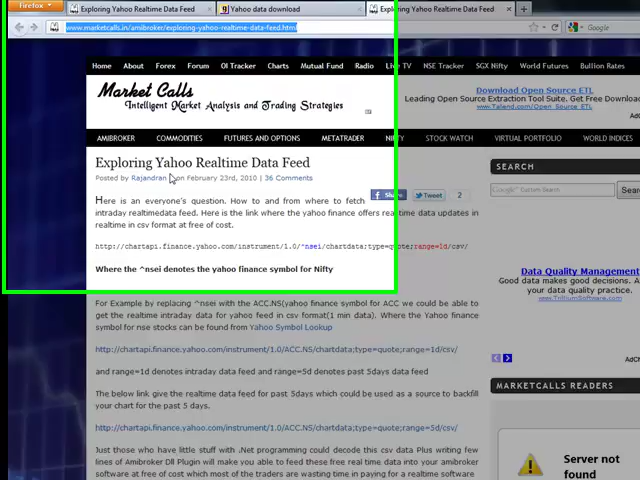 Firefox
Exploring Yahoo Realtime Data Feed
Yahoo data download
Exploring Yahoo Realtime Data Feed
www.marketcalls.in/amibroker/exploring-yahoo-realtime-data-feed.html
Google
Home About Forex Forum OI Tracker Charts Mutual Fund Radio Live TV NSE Trader SGX Nifty World Futures Bullion Rates
Market Calls
Intelligent Market Analysis and Trading Strategies
Download Open Source ETL
Leading Open Source Extraction Tool Suite. Get Free Download
www.Talend.com/Open_Source_ETL
AdC
AMIBROKER COMMODITIES FUTURES AND OPTIONS METATRADER NIFTY STOCK WATCH VIRTUAL PORTFOLIO WORLD INDICES
Exploring Yahoo Realtime Data Feed
Posted by Rajandran on February 23rd, 2010 | 36 Comments
Share
Tweet
2
Here is an everyone's question. How to and from where to fetch
intraday realtimedata feed. Here is the link where the yahoo finance offers real time data updates in
realtime in csv format at free of cost.
http://chartapi.finance.yahoo.com/instrument/1.0/^nsei/chartdata;type=quote;range=1d/csv/
Where the ^nsei denotes the yahoo finance symbol for Nifty
For Example by replacing ^nsei with the ACC.NS(yahoo finance symbol for ACC we could be able to
get the realtime intraday data for yahoo feed in csv format(1 min data). Where the Yahoo finance
symbol for nse stocks can be found from Yahoo Symbol Lookup
http://chartapi.finance.yahoo.com/instrument/1.0/ACC.NS/chartdata;type=quote;range=1d/csv/
and range=1d denotes intraday data feed and range=5d denotes past 5days data feed
The below link give the realtime data feed for past 5days which could be used as a source to backfill
your chart for the past 5 days.
http://chartapi.finance.yahoo.com/instrument/1.0/ACC.NS/chartdata;type=quote;range=5d/csv/
Just those who have little stuff with .Net programming could decode this csv data Plus writing few
lines of Amibroker Dll Plugin will may you able to feed these free real time data into your amibroker
software at free of cost which most of the traders are wasting time in paying for a realtime software
SEARCH
Google Custom Search
Sear
Data Quality Management
Good data makes good decisions. Are
your data quality paying off?
www.TrilliumSoftware.com
AdCh
MARKETCALLS READERS
Server not
found